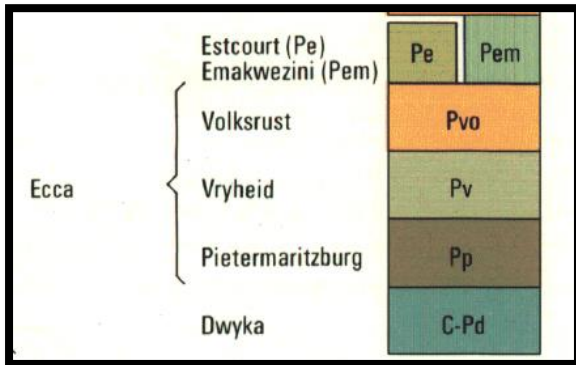 Estcourt (Pe) Pe Pem
Emakwezini (Pem)
Volksrust Pvo
Ecca Vryheid Pv
Pietermaritzburg Pp
Dwyka C-Pd